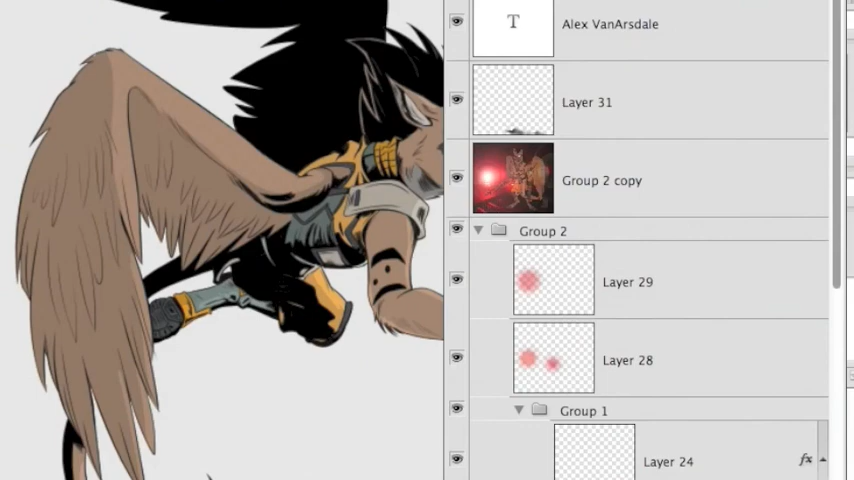 T
Alex VanArsdale
Layer 31
Group 2 copy
Group 2
Layer 29
Layer 28
Group 1
Layer 24
fx